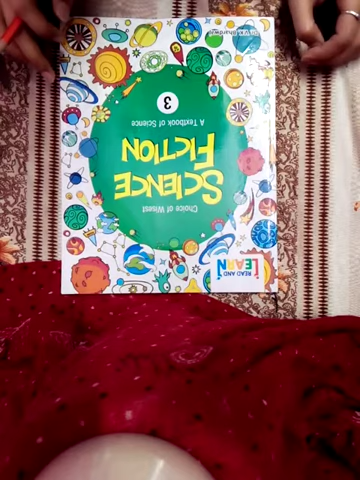 READ AND
LEARN
Choice of Wisest
SCIENCE
FICTION
A Textbook of Science
3